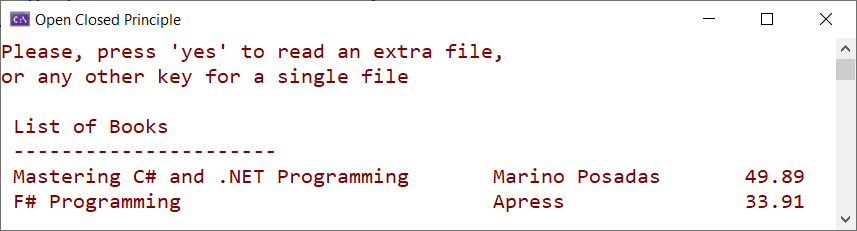 Open Closed Principle
Please, press 'yes' to read an extra file,
or any other key for a single file
List of Books
----------------------
Mastering C# and .NET Programming Marino Posadas 49.89
F# Programming Apress 33.91